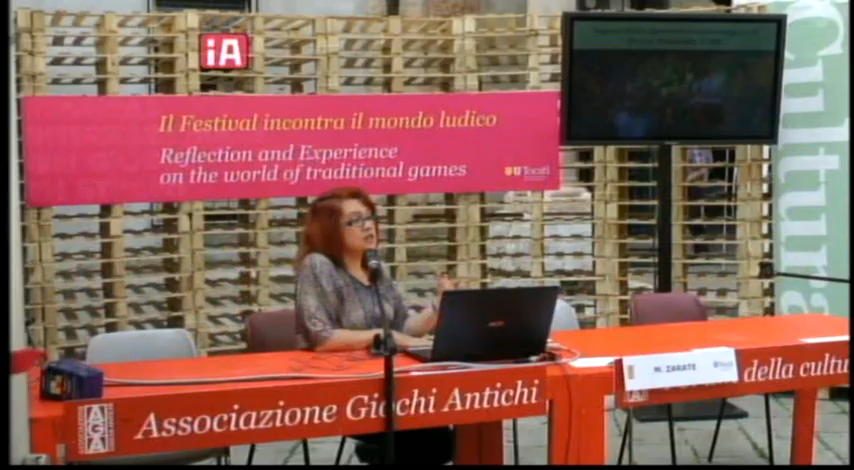 iA
Il Festival incontra il mondo ludico
Reflection and Experience
on the world of traditional games
Tocatì
Cultura
M. ZARATE
Associazione Giochi Antichi
della cultu
AGA
acer